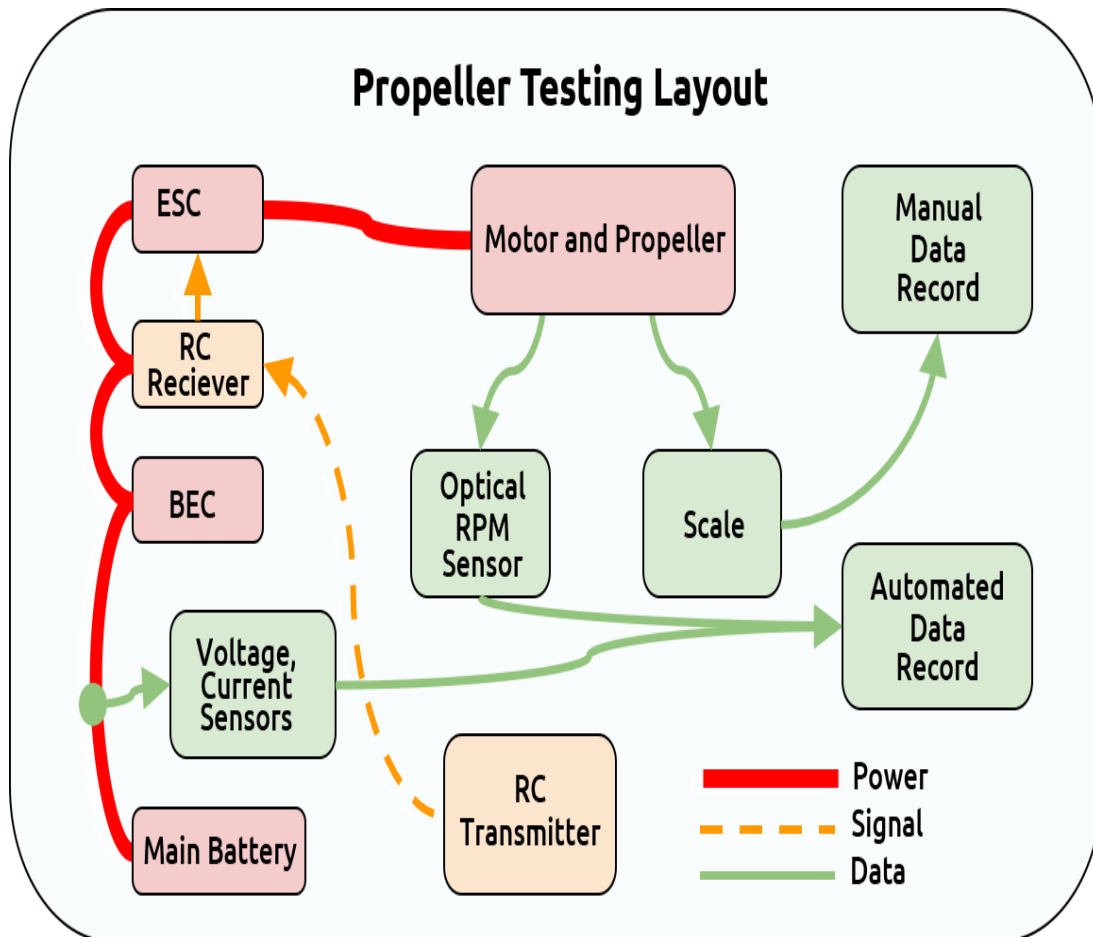 Propeller Testing Layout
ESC
Motor and Propeller
Manual
Data
Record
RC
Reciever
BEC
Optical
RPM
Sensor
Scale
Automated
Data
Record
Voltage,
Current
Sensors
RC
Transmitter
Main Battery
Power
Signal
Data